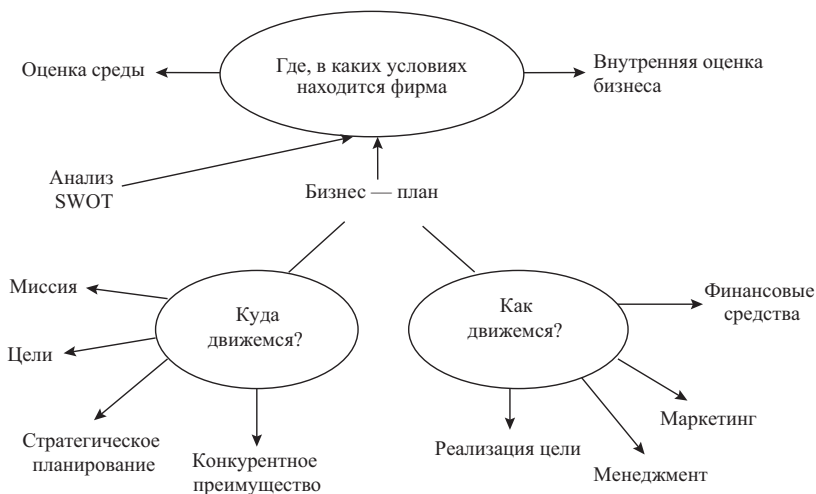 Оценка среды
Где, в каких условиях
находится фирма
Внутренняя оценка
бизнеса
Анализ
SWOT
Бизнес — план
Миссия
Цели
Стратегическое
планирование
Куда
движемся?
Конкурентное
преимущество
Как
движемся?
Финансовые
средства
Маркетинг
Реализация цели
Менеджмент